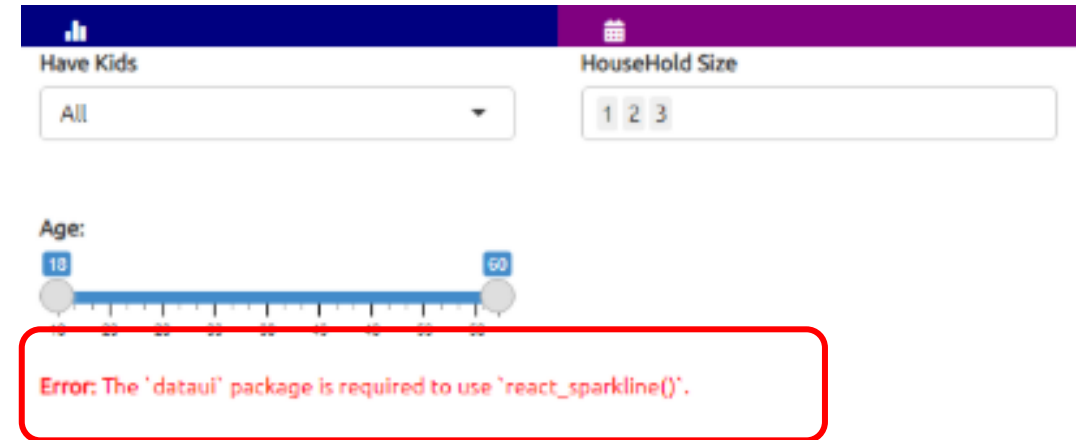 Have Kids
HouseHold Size
All
1 2 3
Age:
18
60
Error: The `dataui` package is required to use `react_sparkline()`.